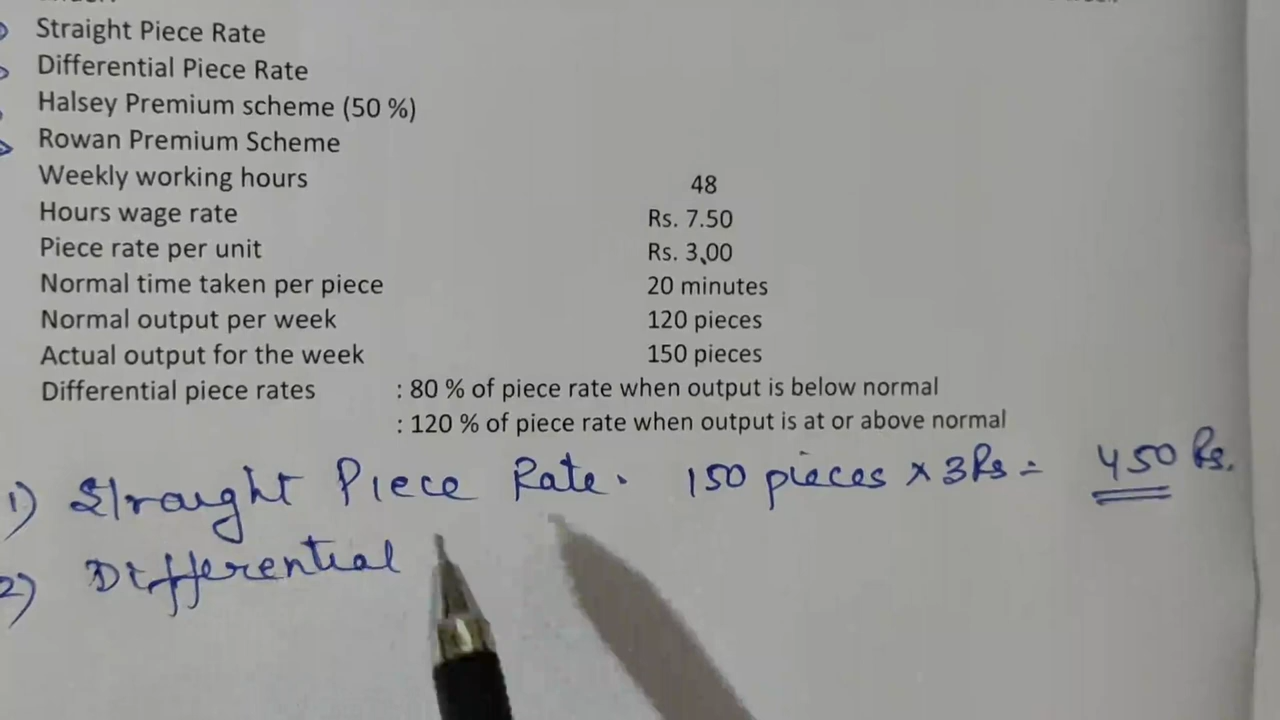 Straight Piece Rate
Differential Piece Rate
Halsey Premium scheme (50 %)
Rowan Premium Scheme
Weekly working hours 48
Hours wage rate Rs. 7.50
Piece rate per unit Rs. 3,00
Normal time taken per piece 20 minutes
Normal output per week 120 pieces
Actual output for the week 150 pieces
Differential piece rates : 80 % of piece rate when output is below normal
: 120 % of piece rate when output is at or above normal
1) Straight Piece Rate. 150 pieces × 3Rs = 450 Rs.
2) Differential